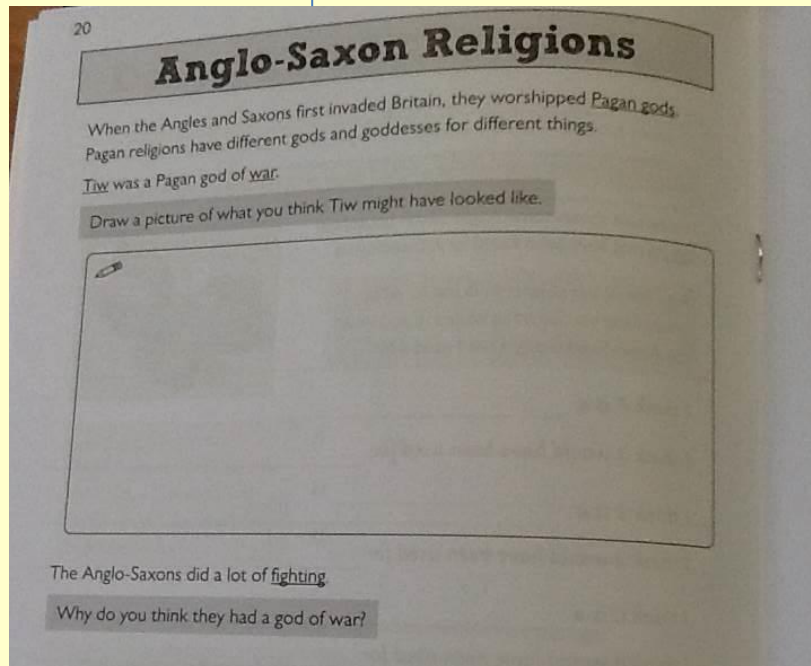 20
Anglo-Saxon Religions
When the Angles and Saxons first invaded Britain, they worshipped Pagan gods.
Pagan religions have different gods and goddesses for different things.
Tiw was a Pagan god of war.
Draw a picture of what you think Tiw might have looked like.
The Anglo-Saxons did a lot of fighting.
Why do you think they had a god of war?